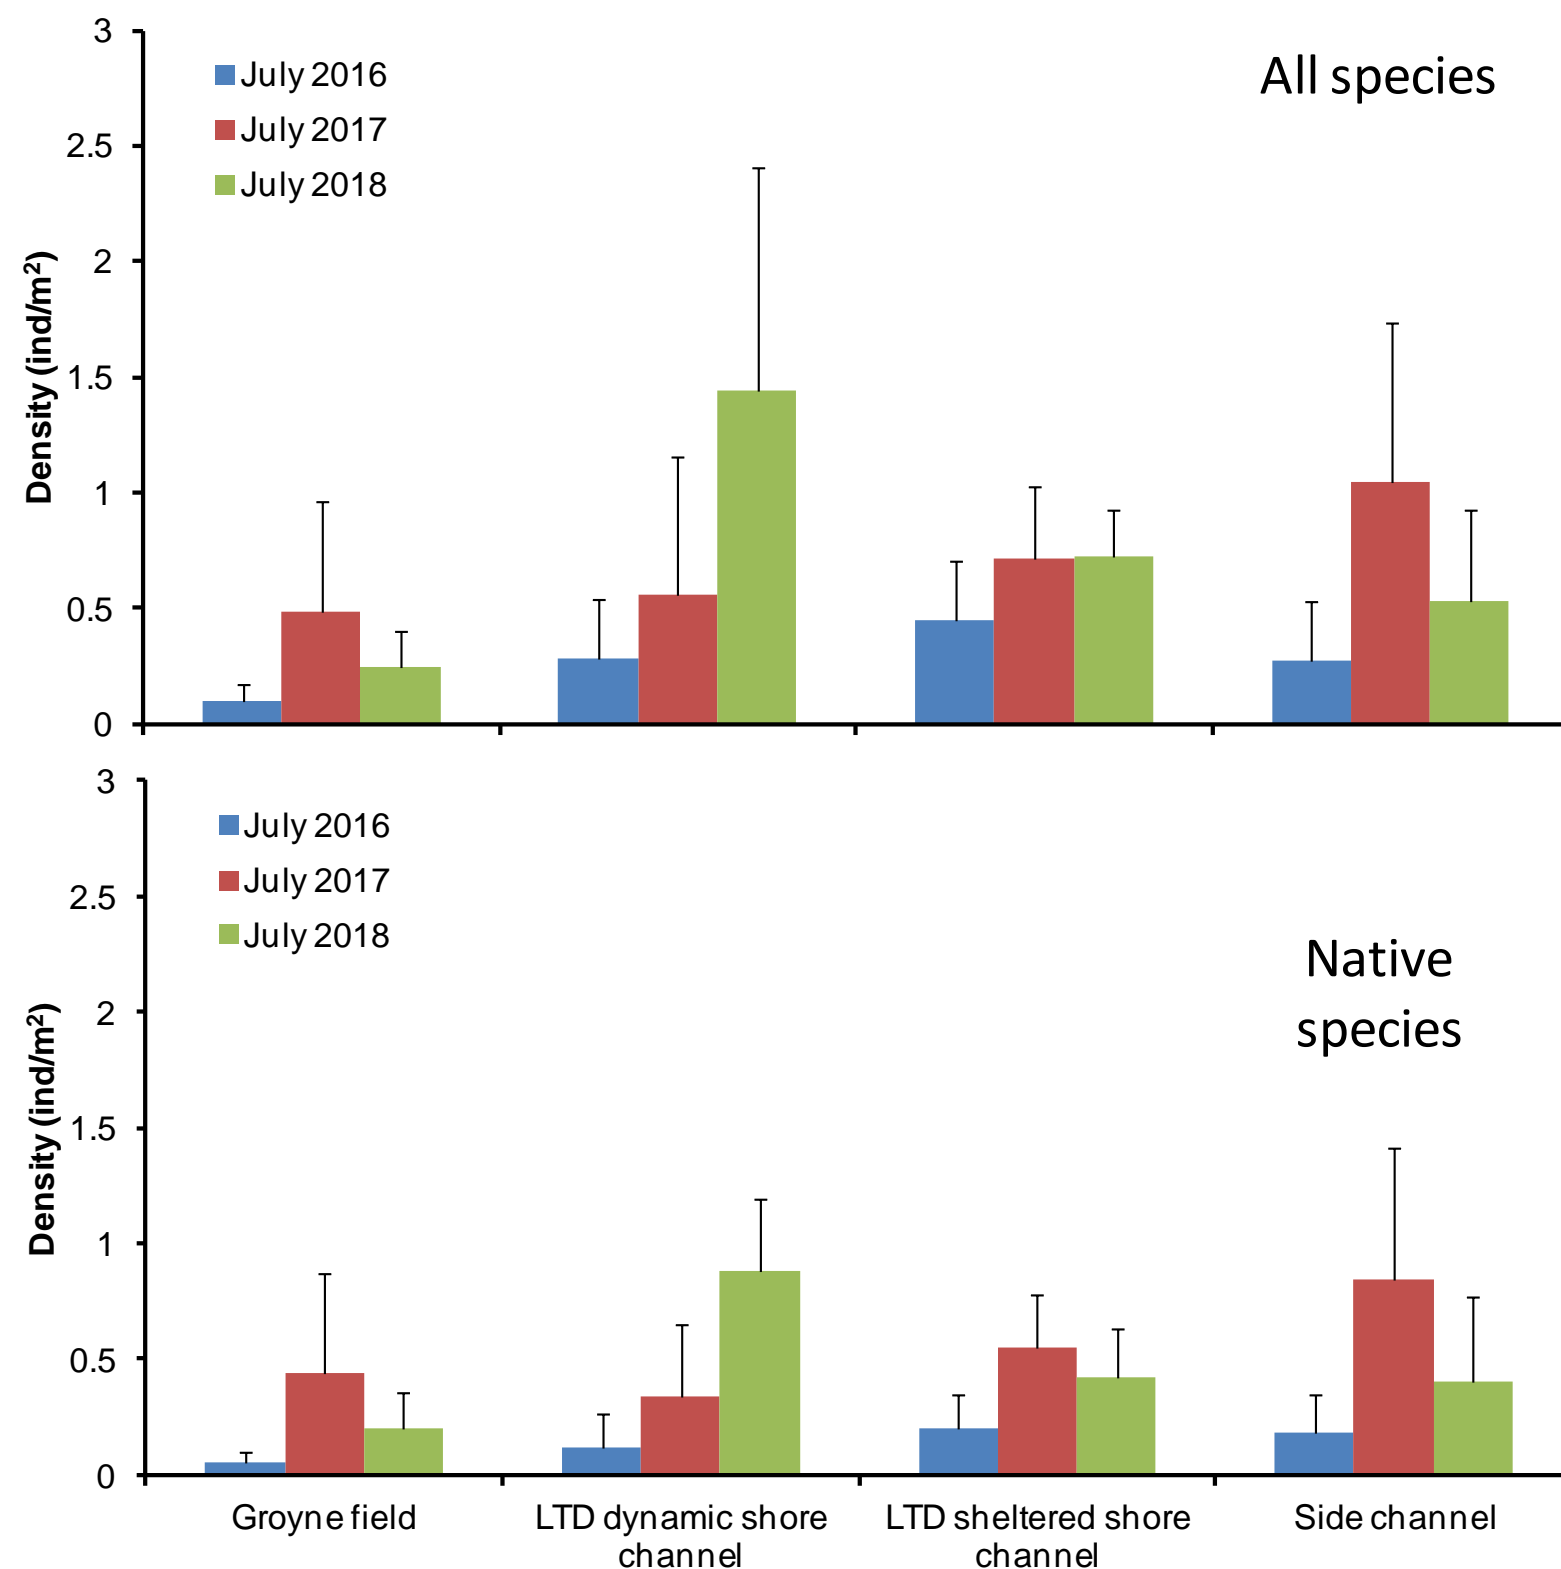 3
July 2016
All species
July 2017
2.5
July 2018
2
Density (ind/m²)
1.5
1
0.5
0
3
July 2016
July 2017
2.5
July 2018
Native
species
2
Density (ind/m²)
1.5
1
0.5
0
Groyne field
LTD dynamic shore
channel
LTD sheltered shore
channel
Side channel